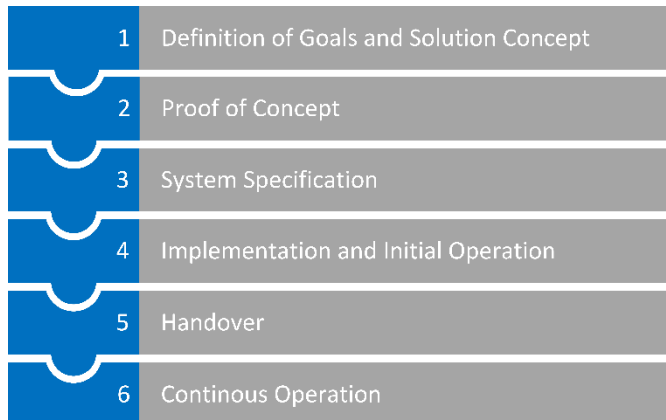 1 Definition of Goals and Solution Concept
2 Proof of Concept
3 System Specification
4 Implementation and Initial Operation
5 Handover
6 Continous Operation